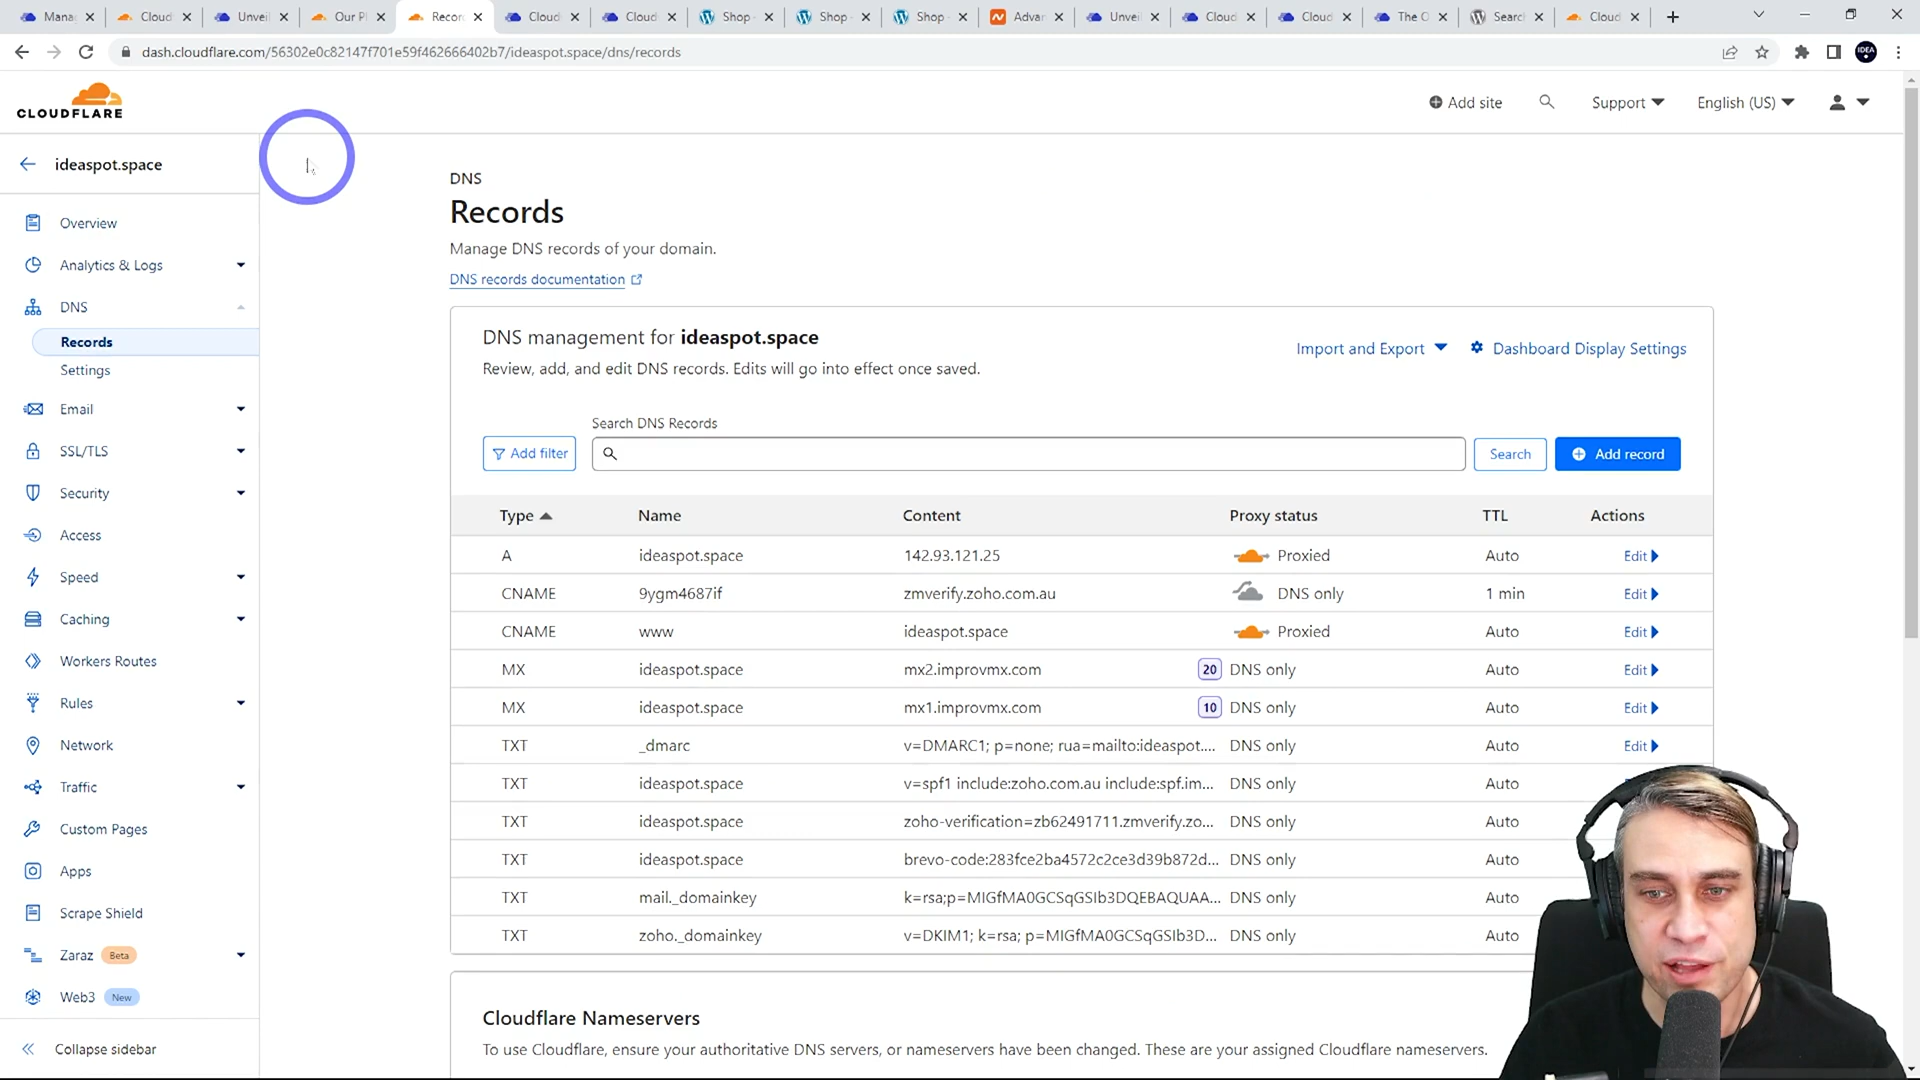 Mana
Cloud
Unveil
Our Pl
Recor
Cloud
Cloud
Shop
Shop -
Shop
Advar
Unveil
Cloud
Cloud
The O
Searc
Cloud
dash.cloudflare.com/56302e0c82147f701e59f462666402b7/ideaspot.space/dns/records
IDEA
CLOUDFLARE
Add site
Support
English (US)
ideaspot.space
Overview
Analytics & Logs
DNS
Records
Settings
Email
SSL/TLS
Security
Access
Speed
Caching
Workers Routes
Rules
Network
Traffic
Custom Pages
Apps
Scrape Shield
Zaraz Beta
Web3 New
Collapse sidebar
DNS
Records
Manage DNS records of your domain.
DNS records documentation
DNS management for ideaspot.space
Review, add, and edit DNS records. Edits will go into effect once saved.
Import and Export
Dashboard Display Settings
Search DNS Records
Add filter
Search
Add record
Type Name Content Proxy status TTL Actions
A ideaspot.space 142.93.121.25 Proxied Auto Edit
CNAME 9ygm4687if zmverify.zoho.com.au DNS only 1 min Edit
CNAME www ideaspot.space Proxied Auto Edit
MX ideaspot.space mx2.improvmx.com 20 DNS only Auto Edit
MX ideaspot.space mx1.improvmx.com 10 DNS only Auto Edit
TXT _dmarc v=DMARC1; p=none; rua=mailto:ideaspot.... DNS only Auto Edit
TXT ideaspot.space v=spf1 include:zoho.com.au include:spf.im... DNS only Auto
TXT ideaspot.space zoho-verification=zb62491711.zmverify.zo... DNS only Auto
TXT ideaspot.space brevo-code:283fce2ba4572c2ce3d39b872d... DNS only Auto
TXT mail._domainkey k=rsa;p=MIGfMA0GCSqGSIb3DQEBAQUAA... DNS only Auto
TXT zoho._domainkey v=DKIM1; k=rsa; p=MIGfMA0GCSqGSIb3D... DNS only Auto
Cloudflare Nameservers
To use Cloudflare, ensure your authoritative DNS servers, or nameservers have been changed. These are your assigned Cloudflare nameservers.